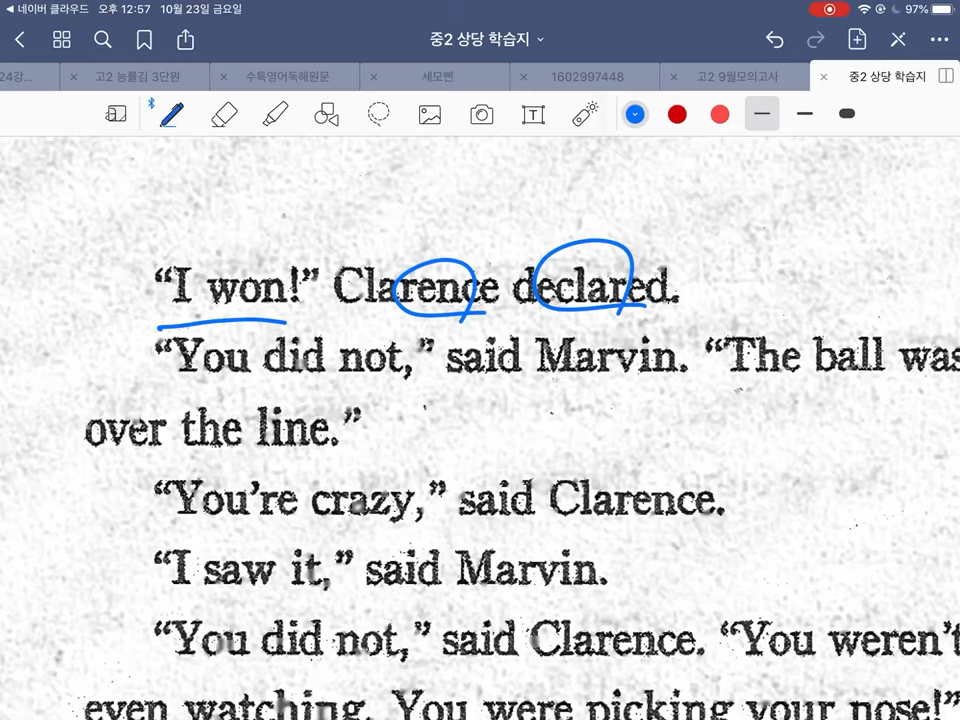 ◀ 네이버 클라우드 오후 12:57 10월 23일 금요일 97%
중2 상당 학습지
24강... × 고2 능률김 3단원 × 수특영어독해원문 × 세모삔 × 1602997448 × 고2 9월모의고사 × 중2 상당 학습지
“I won!” Clarence declared.
“You did not,” said Marvin. “The ball was
over the line.”
“You’re crazy,” said Clarence.
“I saw it,” said Marvin.
“You did not,” said Clarence. “You weren’t
even watching. You were picking your nose!”